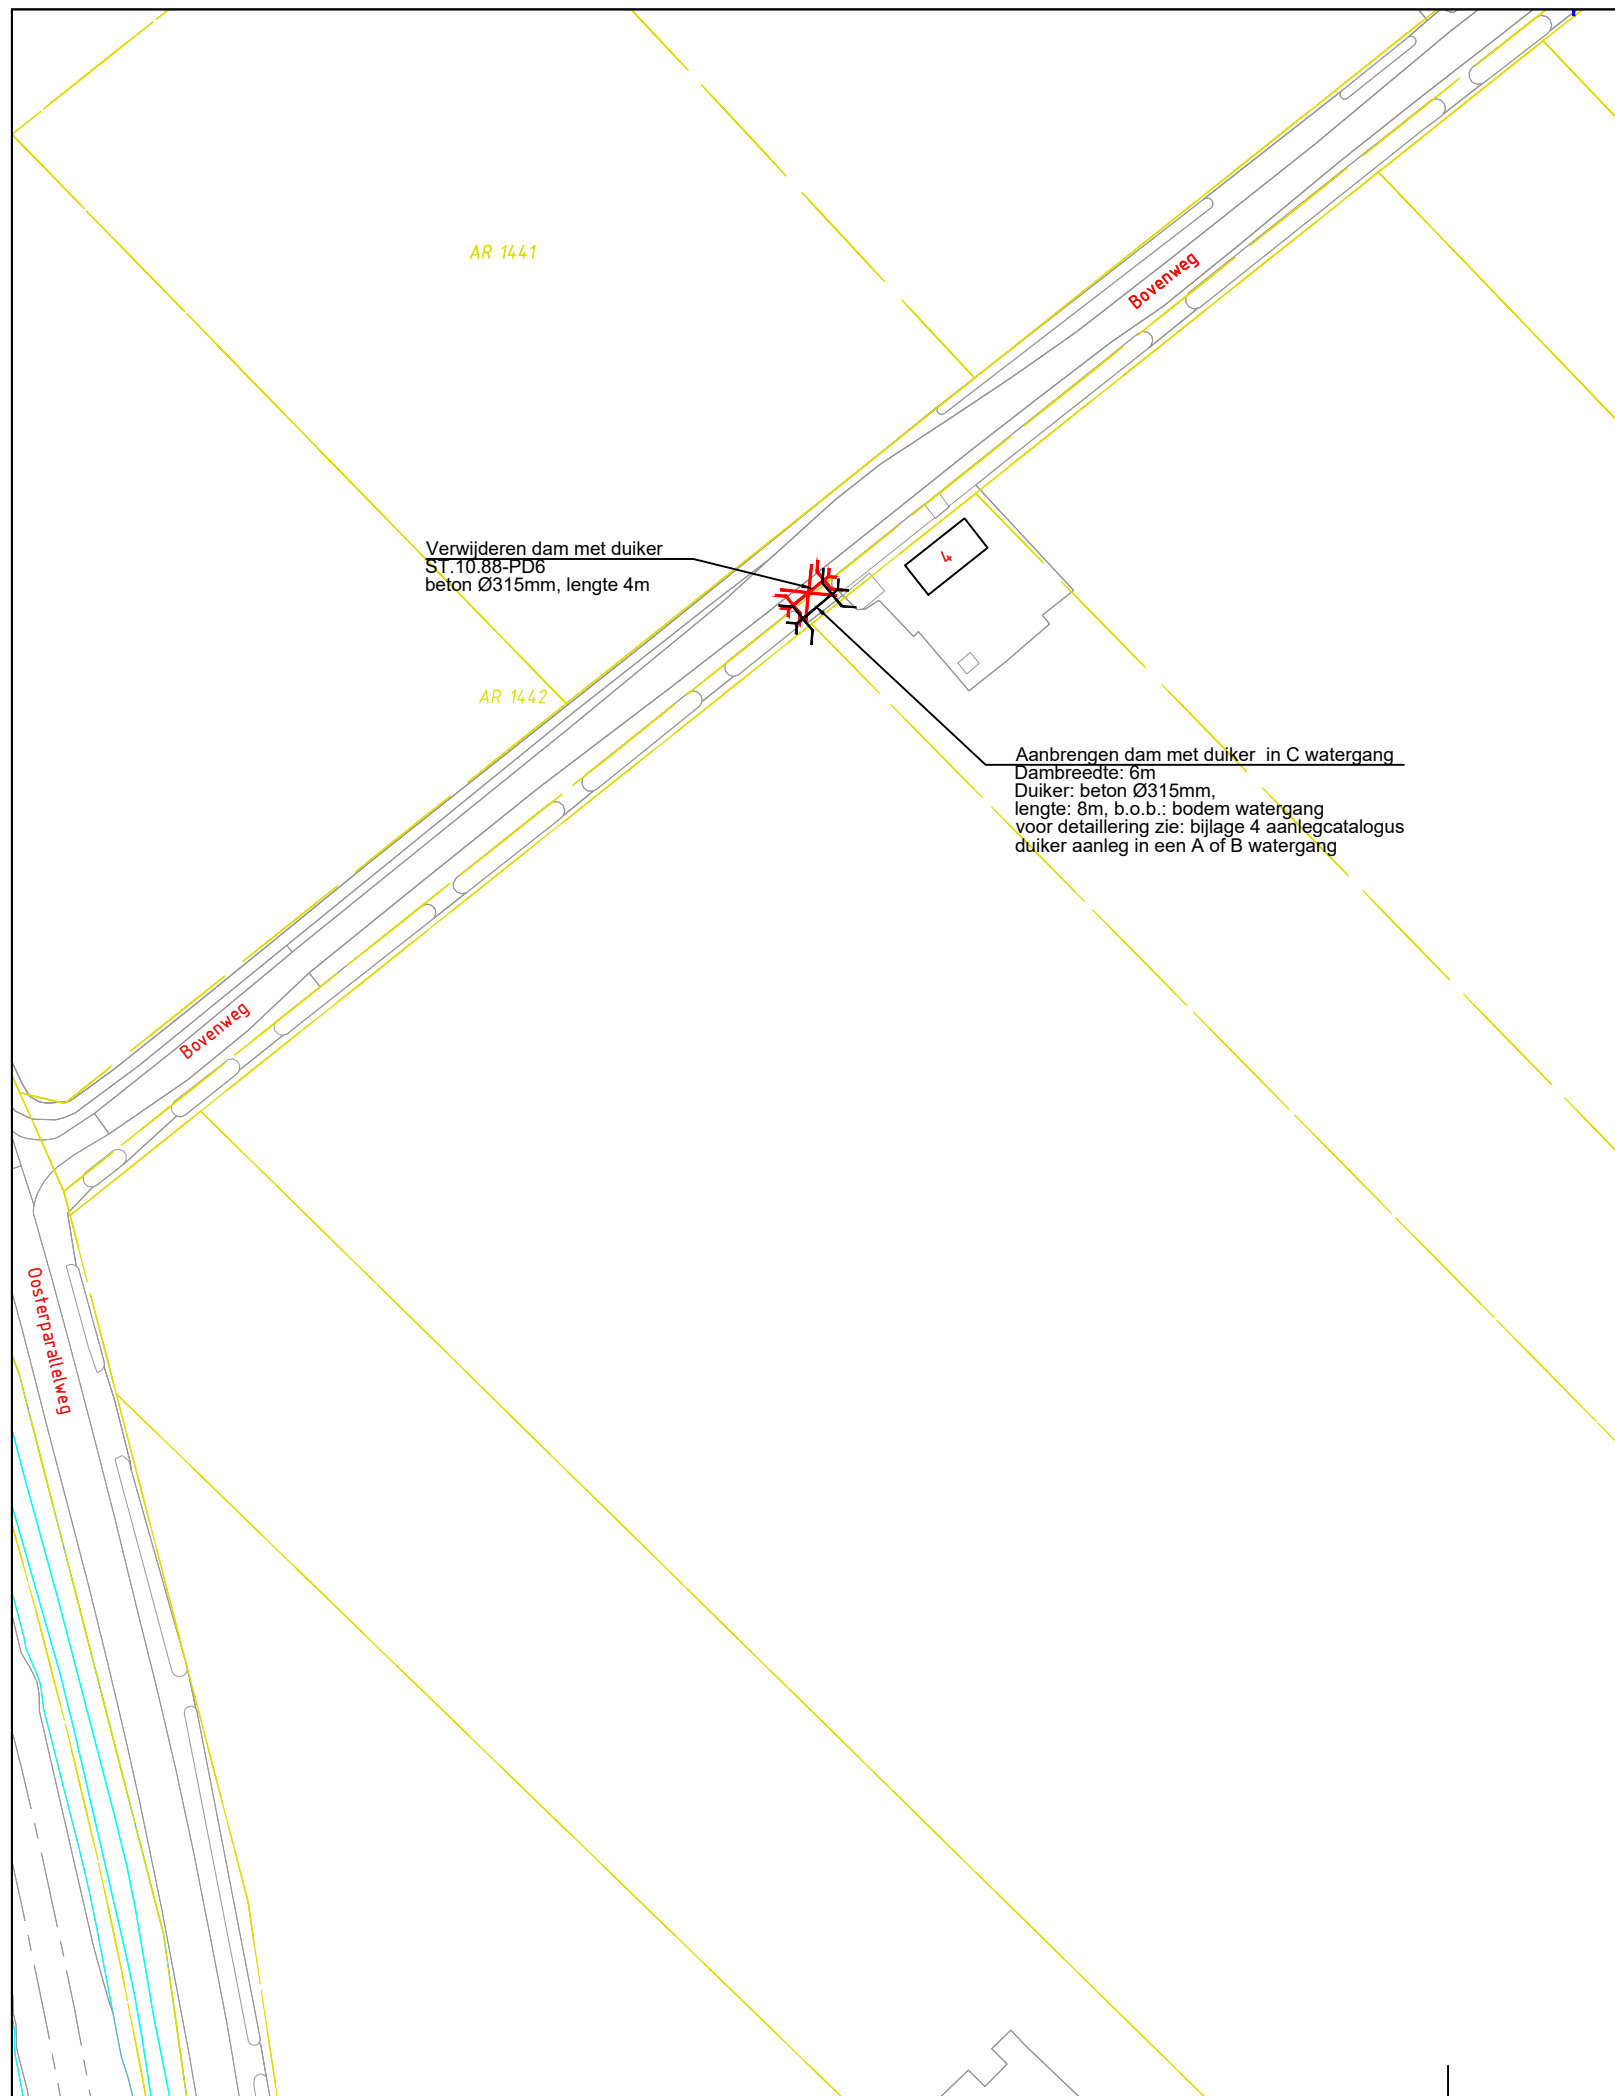 AR 1441
Bovenweg
Verwijderen dam met duiker
ST.10.88-PD6
beton Ø315mm, lengte 4m
4
AR 1442
Aanbrengen dam met duiker in C watergang
Dambreedte: 6m
Duiker: beton Ø315mm,
lengte: 8m, b.o.b.: bodem watergang
voor detaillering zie: bijlage 4 aanlegcatalogus
duiker aanleg in een A of B watergang
Bovenweg
Oosterparallelweg